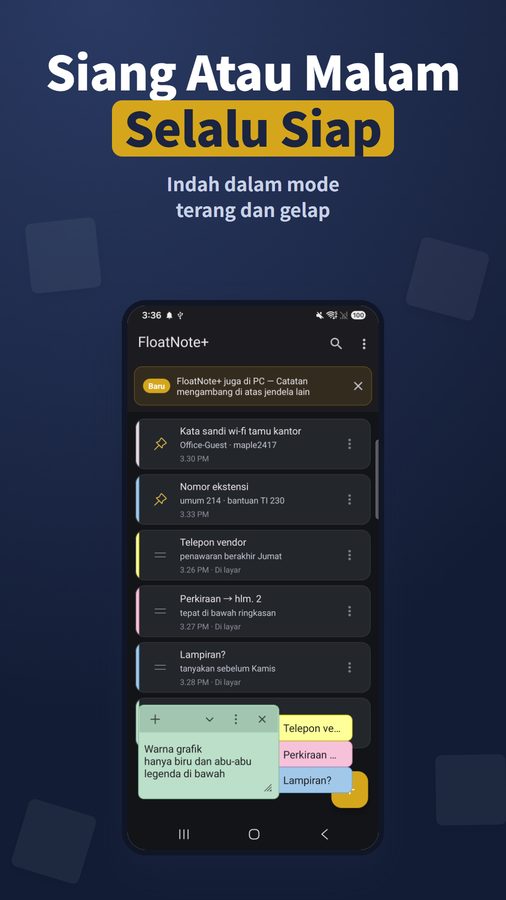 Siang Atau Malam
Selalu Siap
Indah dalam mode
terang dan gelap
3:36
100
FloatNote+
Baru
FloatNote+ juga di PC — Catatan
mengambang di atas jendela lain
Kata sandi wi-fi tamu kantor
Office-Guest · maple2417
3.30 PM
Nomor ekstensi
umum 214 · bantuan TI 230
3.33 PM
Telepon vendor
penawaran berakhir Jumat
3.26 PM · Di layar
Perkiraan → hlm. 2
tepat di bawah ringkasan
3.27 PM · Di layar
Lampiran?
tanyakan sebelum Kamis
3.28 PM · Di layar
Warna grafik
hanya biru dan abu-abu
legenda di bawah
Telepon ve…
Perkiraan …
Lampiran?